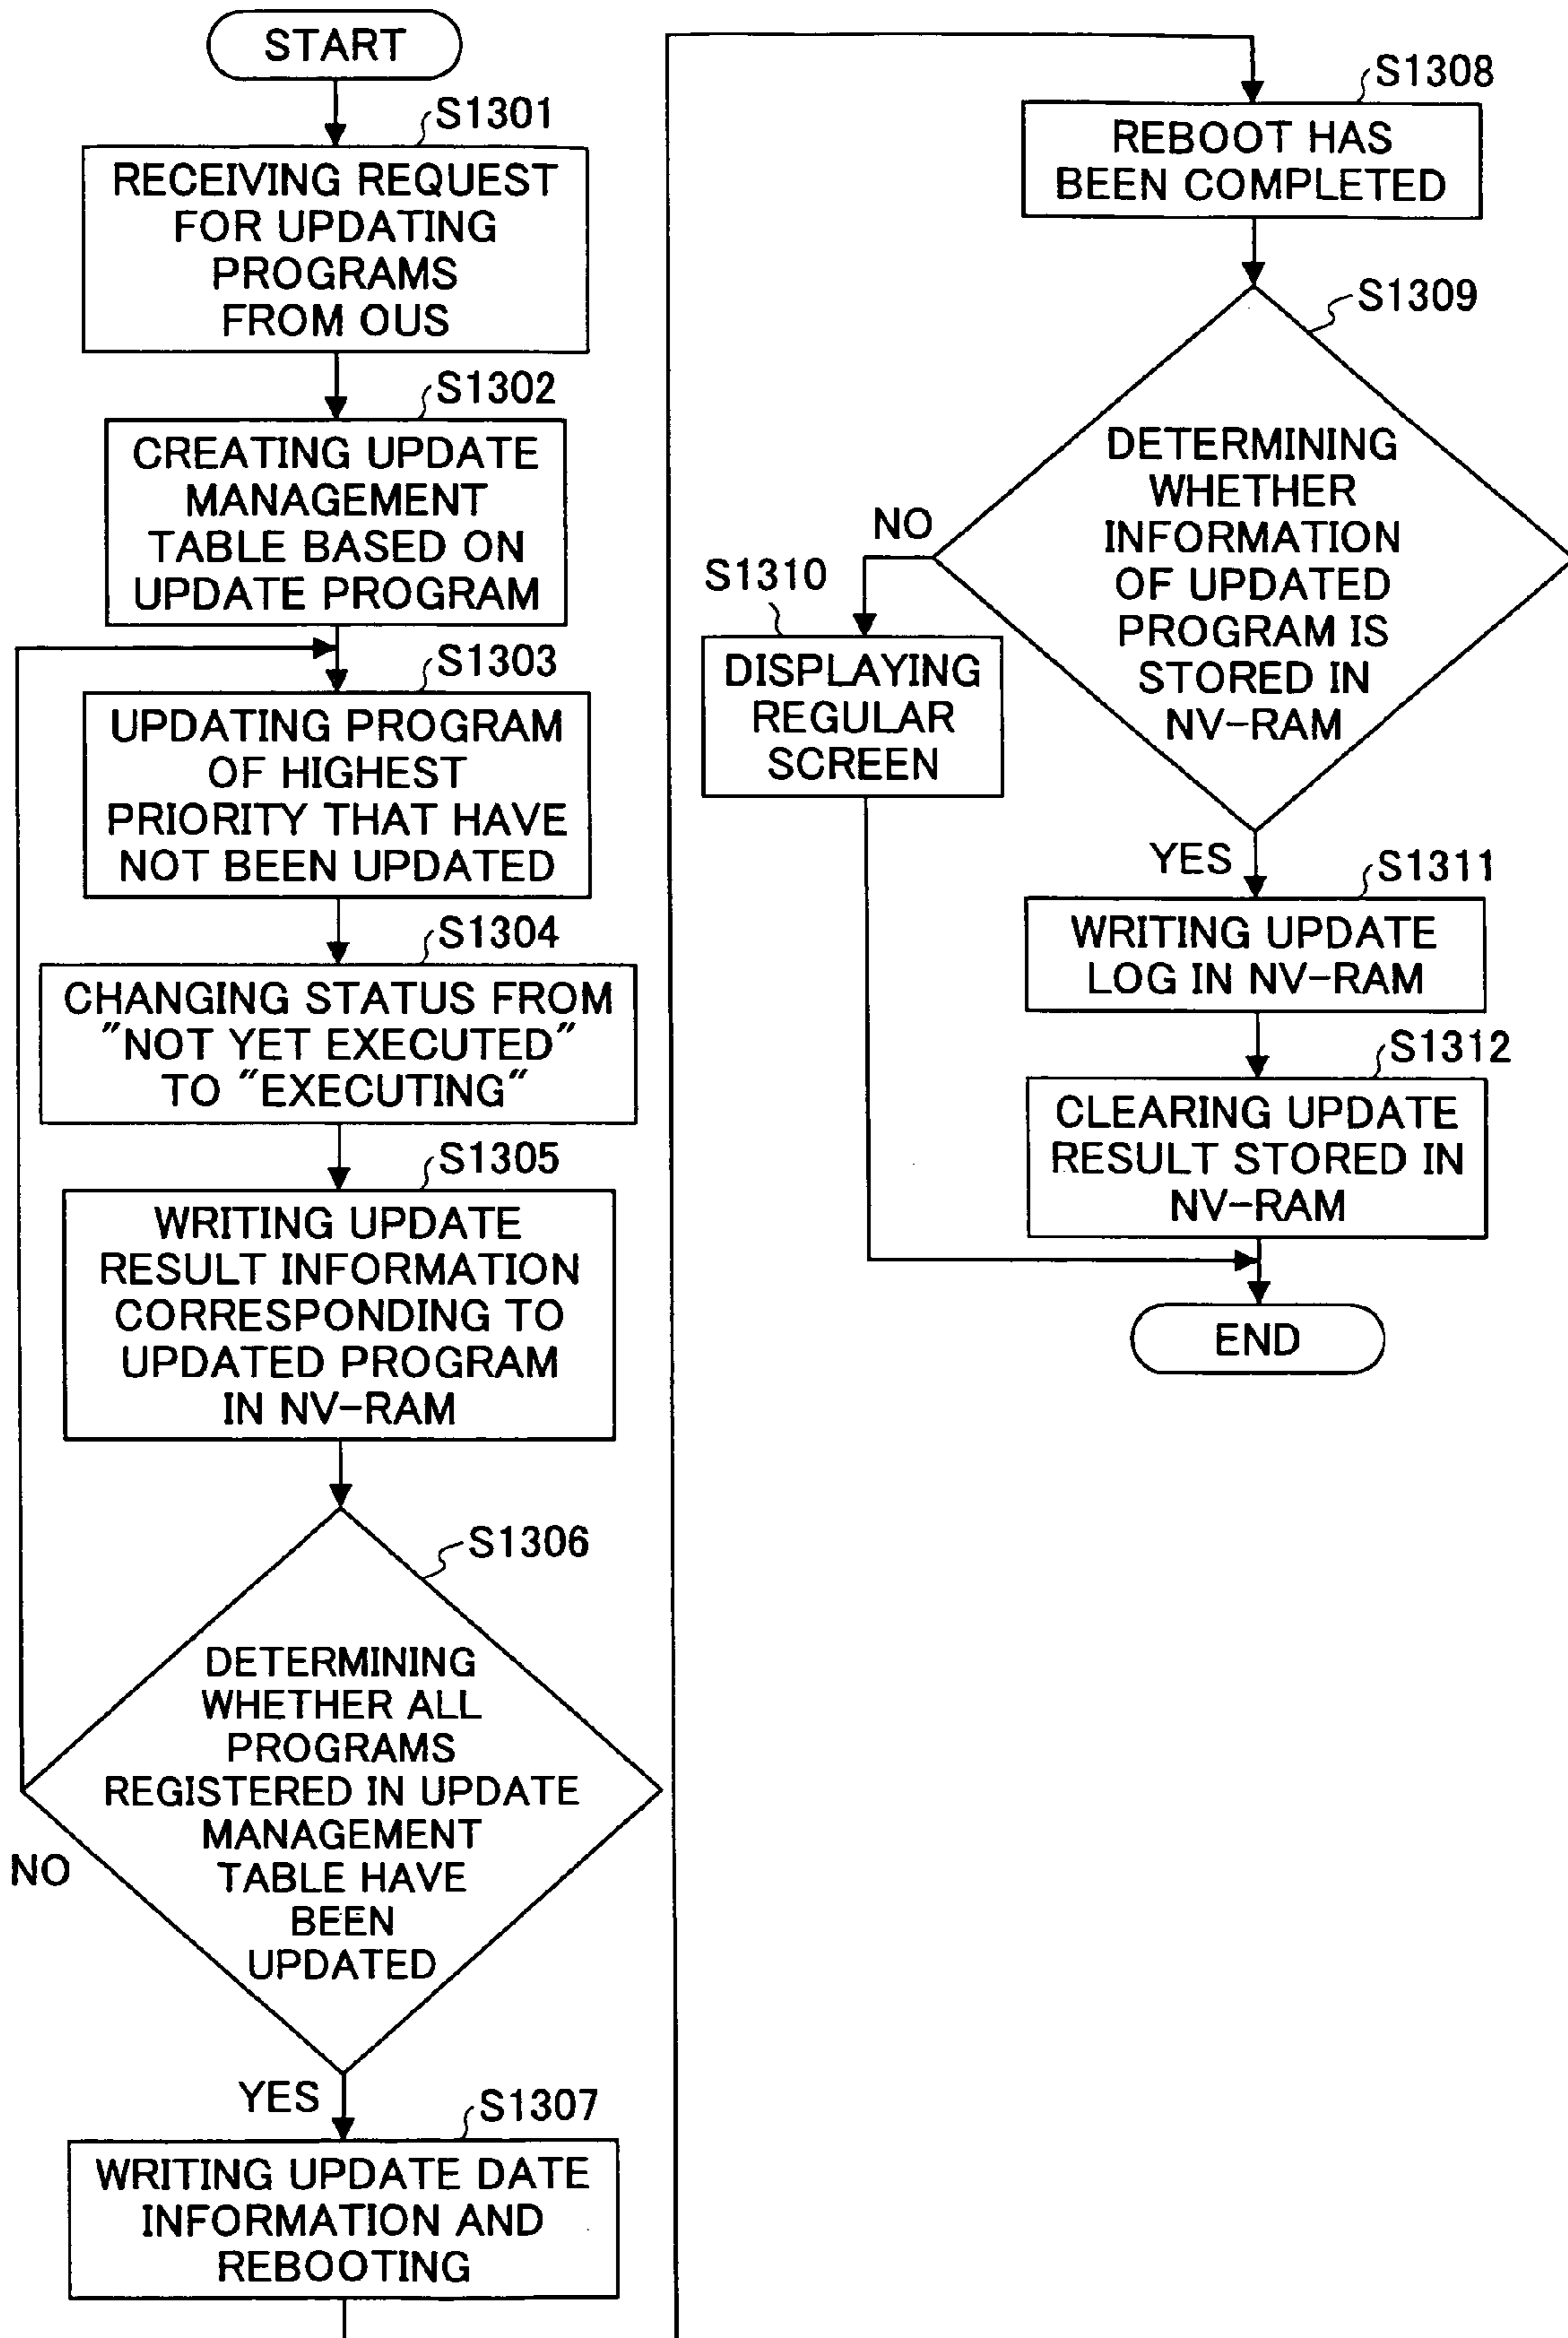 START
S1301
RECEIVING REQUEST
FOR UPDATING
PROGRAMS
FROM OUS
S1302
CREATING UPDATE
MANAGEMENT
TABLE BASED ON
UPDATE PROGRAM
S1303
UPDATING PROGRAM
OF HIGHEST
PRIORITY THAT HAVE
NOT BEEN UPDATED
S1304
CHANGING STATUS FROM
"NOT YET EXECUTED"
TO "EXECUTING"
S1305
WRITING UPDATE
RESULT INFORMATION
CORRESPONDING TO
UPDATED PROGRAM
IN NV-RAM
S1306
DETERMINING
WHETHER ALL
PROGRAMS
REGISTERED IN UPDATE
MANAGEMENT
TABLE HAVE
BEEN
UPDATED
NO
YES
S1307
WRITING UPDATE DATE
INFORMATION AND
REBOOTING
S1308
REBOOT HAS
BEEN COMPLETED
S1309
DETERMINING
WHETHER
INFORMATION
OF UPDATED
PROGRAM IS
STORED IN
NV-RAM
NO
S1310
DISPLAYING
REGULAR
SCREEN
YES
S1311
WRITING UPDATE
LOG IN NV-RAM
S1312
CLEARING UPDATE
RESULT STORED IN
NV-RAM
END